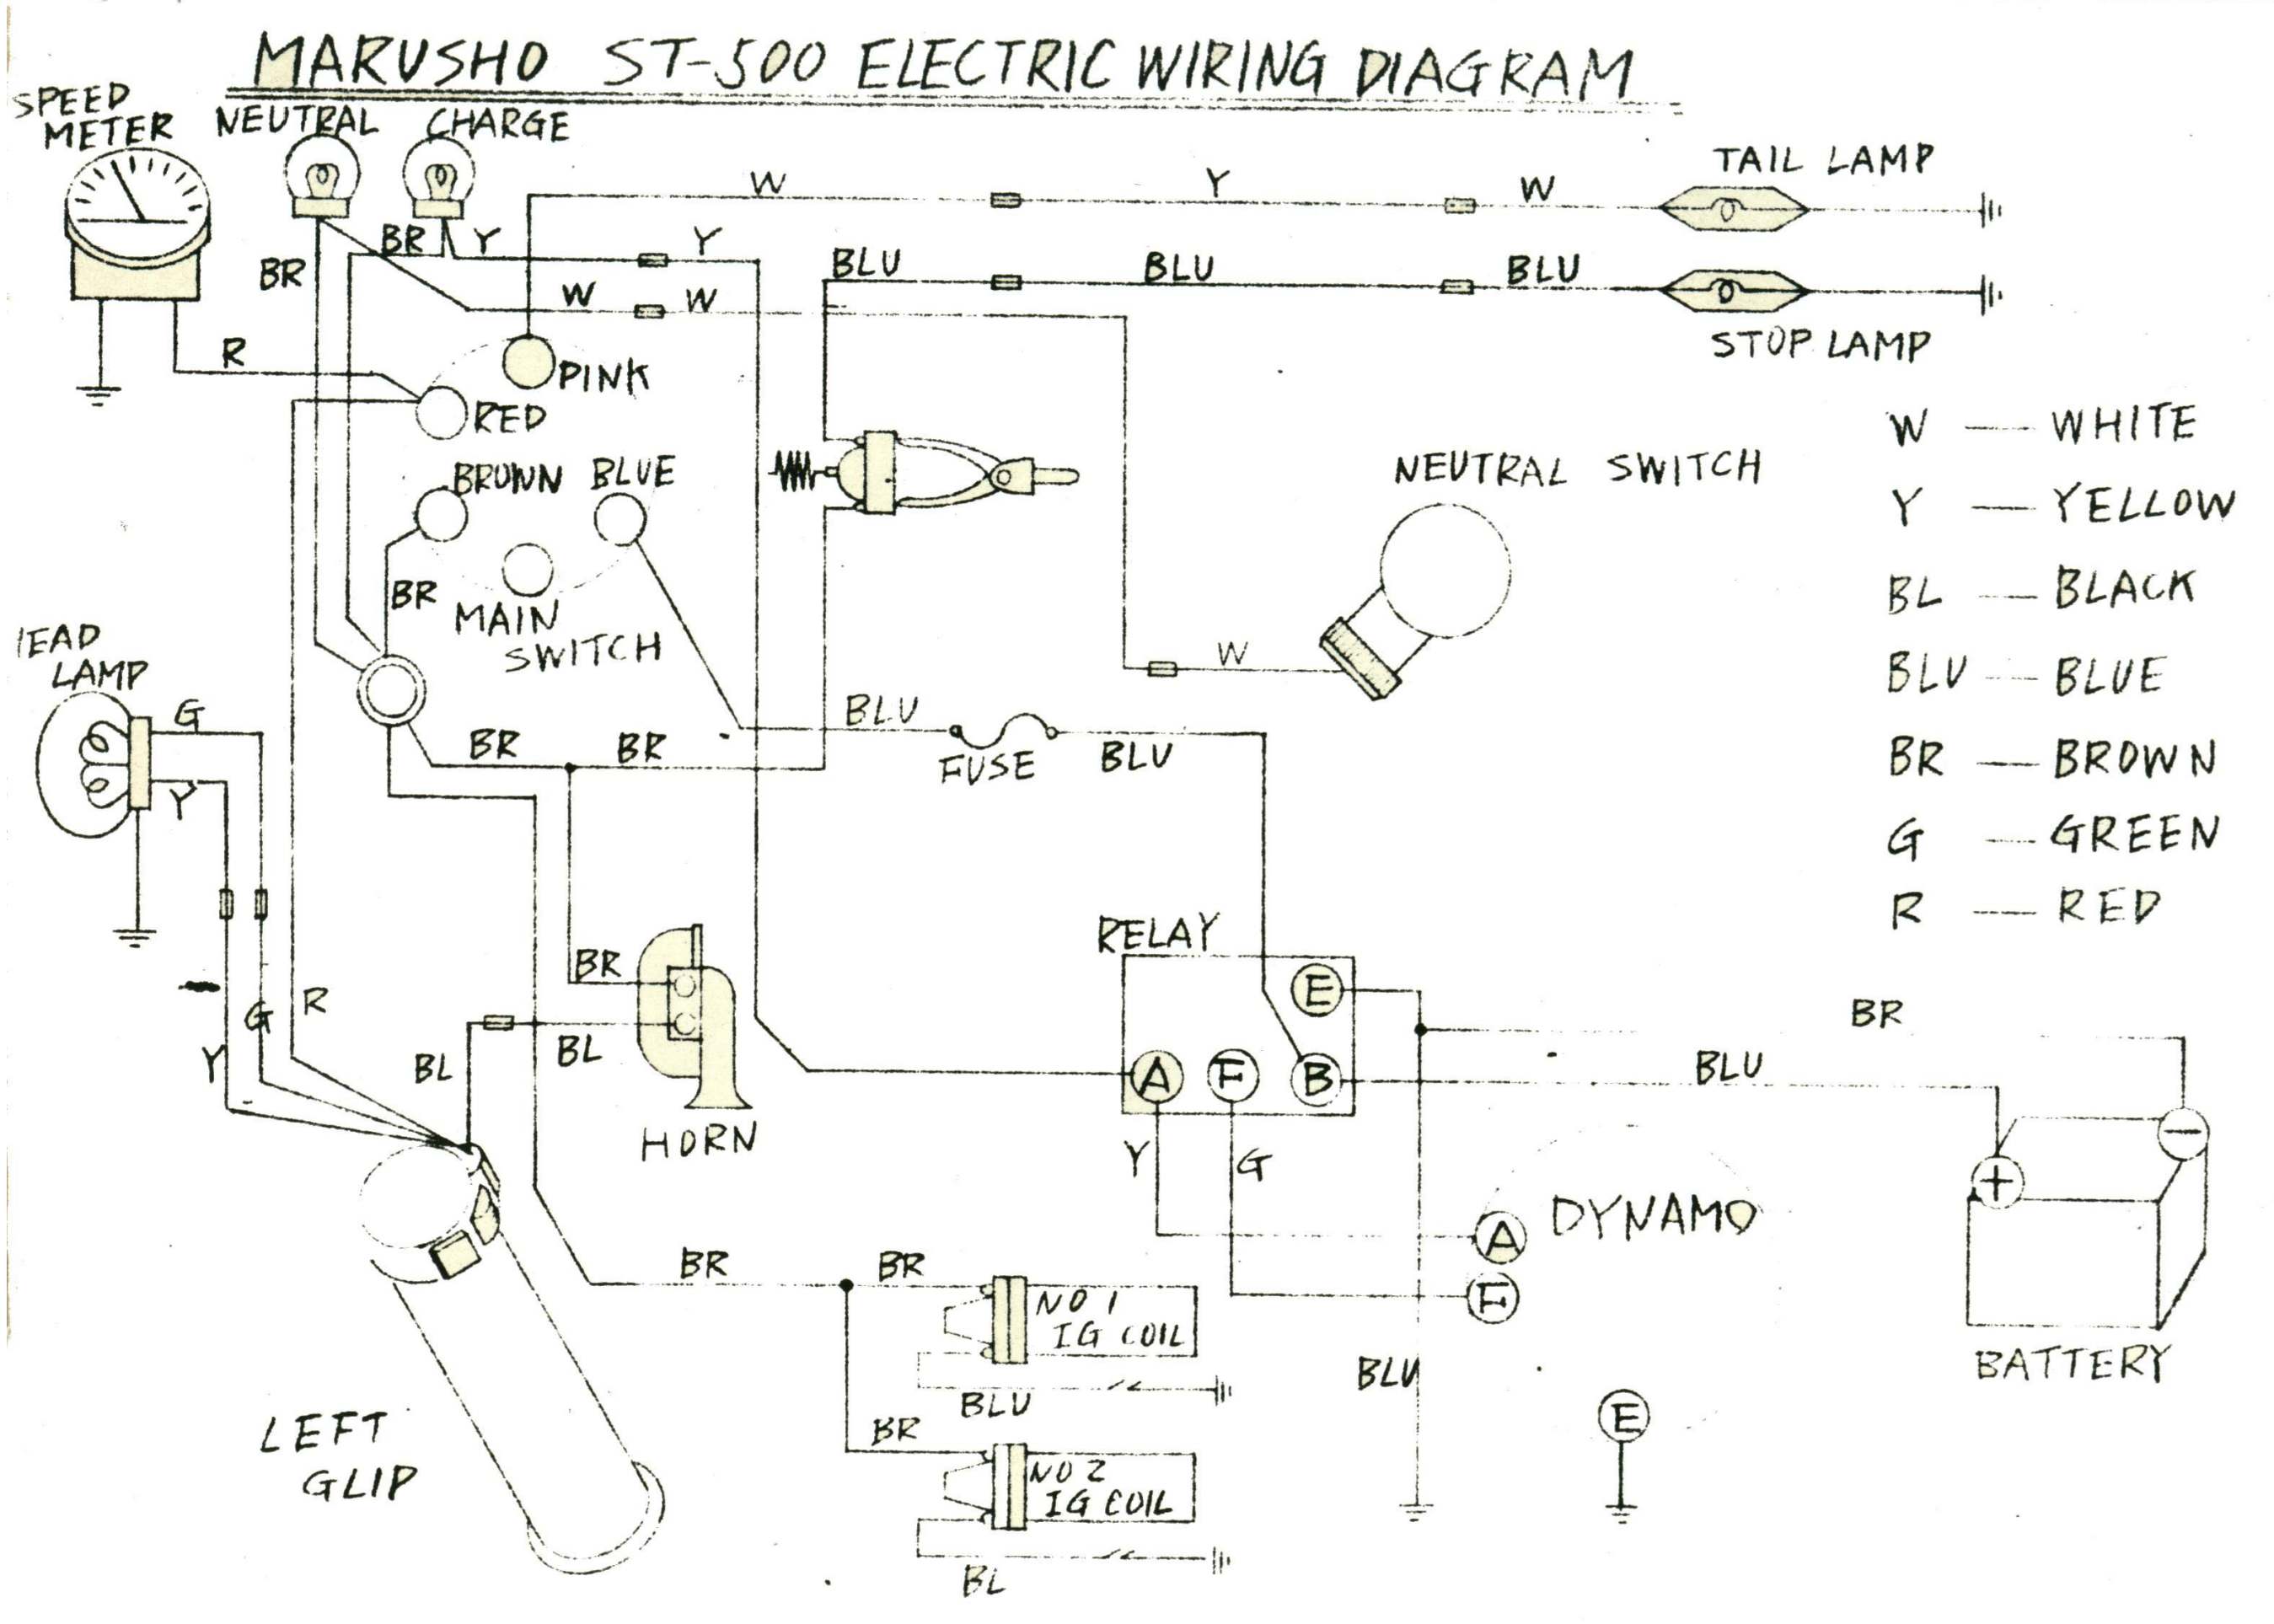 MARUSHO ST-500 ELECTRIC WIRING DIAGRAM
SPEED
METER
NEUTRAL
CHARGE
TAIL LAMP
W
Y
W
BR
Y
Y
BR
BLU
BLU
BLU
W
W
STOP LAMP
R
PINK
RED
BROWN
BLUE
BR
MAIN
SWITCH
NEUTRAL SWITCH
W
W — WHITE
Y — YELLOW
BL — BLACK
BLU — BLUE
BR — BROWN
G — GREEN
R — RED
IEAD
LAMP
G
Y
BR
BR
BLU
FUSE
BLU
RELAY
E
A
F
B
BR
BLU
BR
BL
BL
HORN
R
G
Y
Y
G
A
DYNAMO
F
E
BLU
+
−
BATTERY
BR
BR
NO 1
IG COIL
BLU
BR
NO 2
IG COIL
BL
LEFT
GLIP